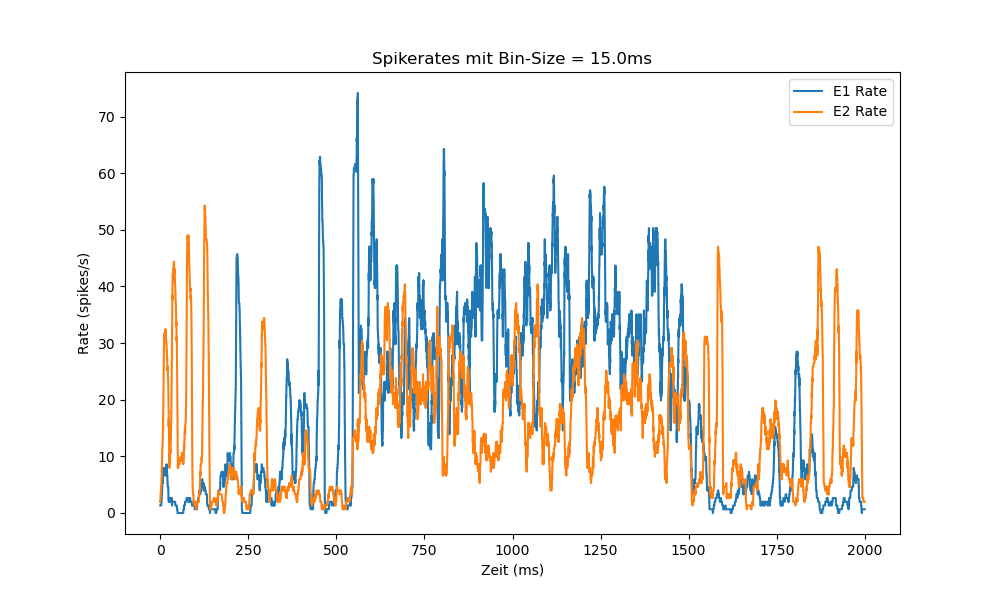 Spikerates mit Bin-Size = 15.0ms
E1 Rate
E2 Rate
Rate (spikes/s)
70
60
50
40
30
20
10
0
0 250 500 750 1000 1250 1500 1750 2000
Zeit (ms)